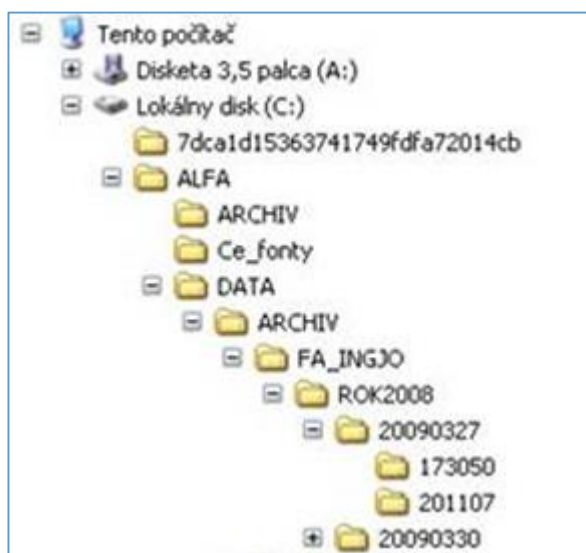 Tento počítač
Disketa 3,5 palca (A:)
Lokálny disk (C:)
7dca1d15363741749fdfa72014cb
ALFA
ARCHIV
Ce_fonty
DATA
ARCHIV
FA_INGJO
ROK2008
20090327
173050
201107
20090330